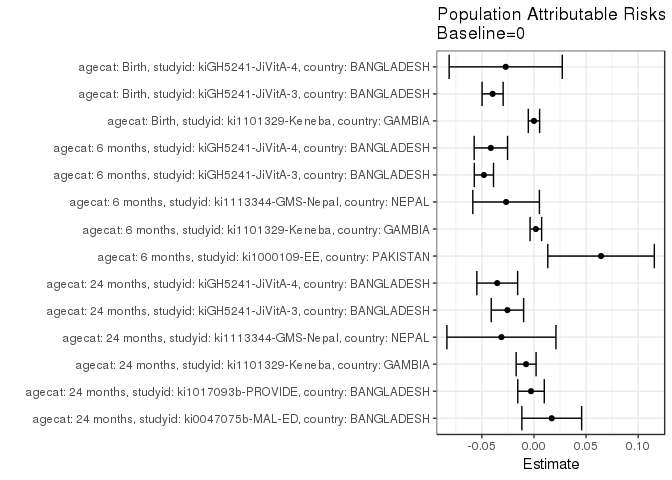 Population Attributable Risks
Baseline=0
agecat: Birth, studyid: kiGH5241-JiVitA-4, country: BANGLADESH
agecat: Birth, studyid: kiGH5241-JiVitA-3, country: BANGLADESH
agecat: Birth, studyid: ki1101329-Keneba, country: GAMBIA
agecat: 6 months, studyid: kiGH5241-JiVitA-4, country: BANGLADESH
agecat: 6 months, studyid: kiGH5241-JiVitA-3, country: BANGLADESH
agecat: 6 months, studyid: ki1113344-GMS-Nepal, country: NEPAL
agecat: 6 months, studyid: ki1101329-Keneba, country: GAMBIA
agecat: 6 months, studyid: ki1000109-EE, country: PAKISTAN
agecat: 24 months, studyid: kiGH5241-JiVitA-4, country: BANGLADESH
agecat: 24 months, studyid: kiGH5241-JiVitA-3, country: BANGLADESH
agecat: 24 months, studyid: ki1113344-GMS-Nepal, country: NEPAL
agecat: 24 months, studyid: ki1101329-Keneba, country: GAMBIA
agecat: 24 months, studyid: ki1017093b-PROVIDE, country: BANGLADESH
agecat: 24 months, studyid: ki0047075b-MAL-ED, country: BANGLADESH
-0.05 0.00 0.05 0.10
Estimate